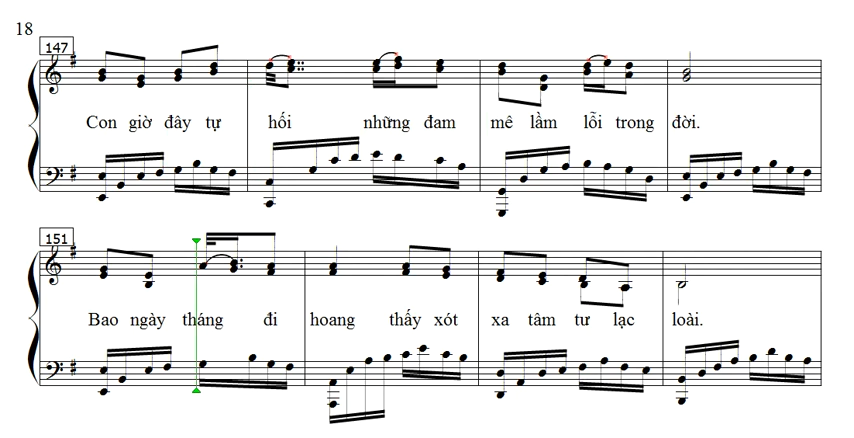 18
147
Con giờ đây tự hối những đam mê lầm lỗi trong đời.
151
Bao ngày tháng đi hoang thấy xót xa tâm tư lạc loài.